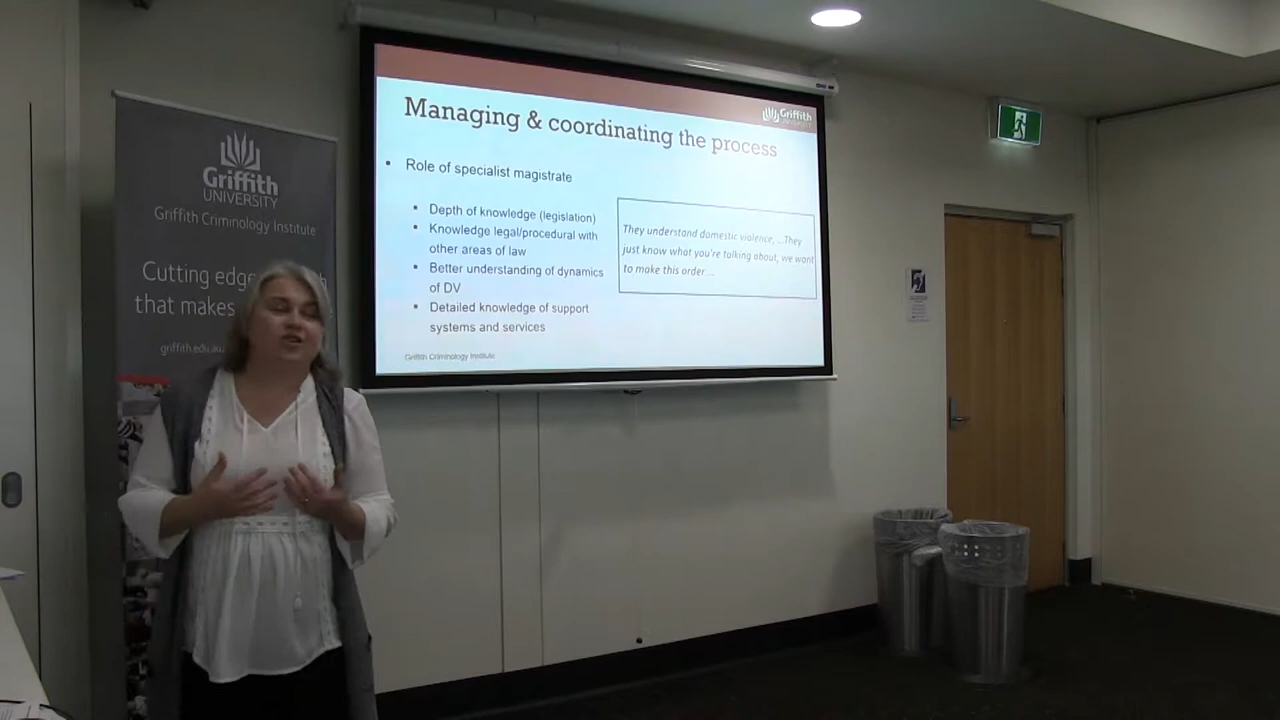 Griffith
UNIVERSITY
Griffith Criminology Institute
Cutting edge
that makes
griffith.edu.au
Managing & coordinating the process
Griffith
UNIVERSITY
• Role of specialist magistrate
▪ Depth of knowledge (legislation)
▪ Knowledge legal/procedural with
other areas of law
▪ Better understanding of dynamics
of DV
▪ Detailed knowledge of support
systems and services
They understand domestic violence, ...They
just know what you're talking about, we want
to make this order ...
Griffith Criminology Institute